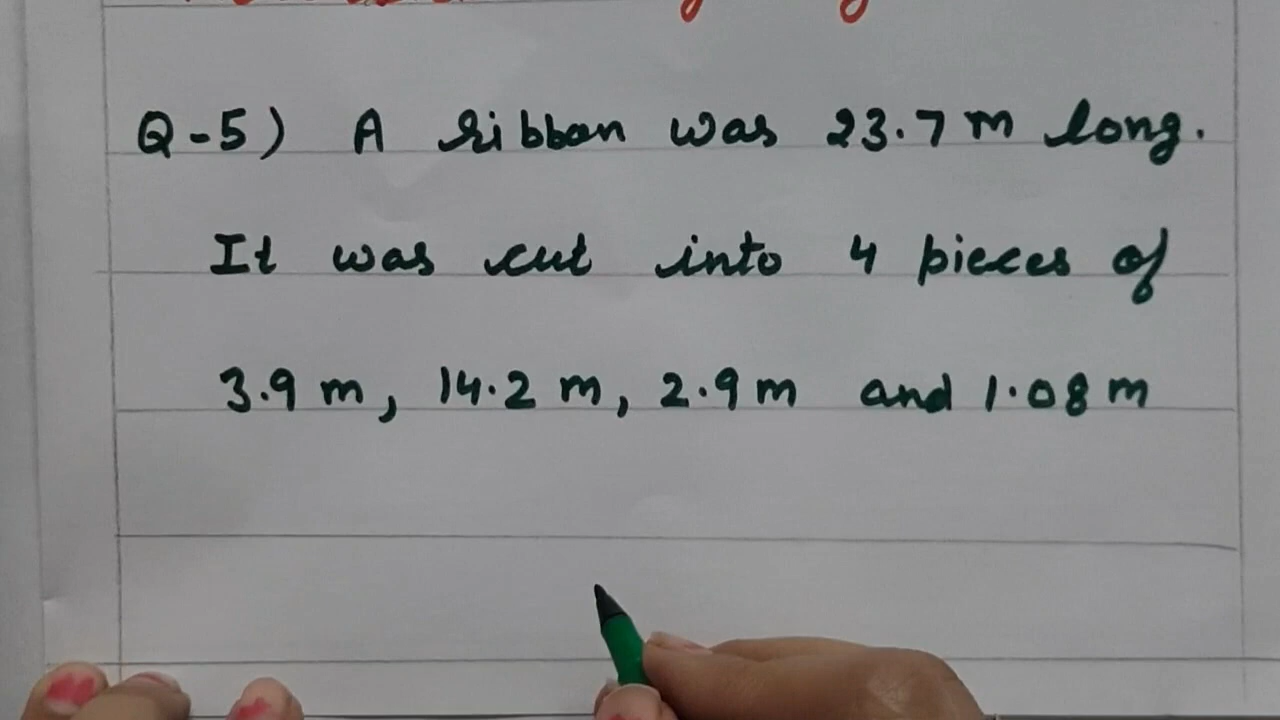 Q-5) A ribbon was 23.7 m long.
It was cut into 4 pieces of
3.9 m, 14.2 m, 2.9 m and 1.08 m